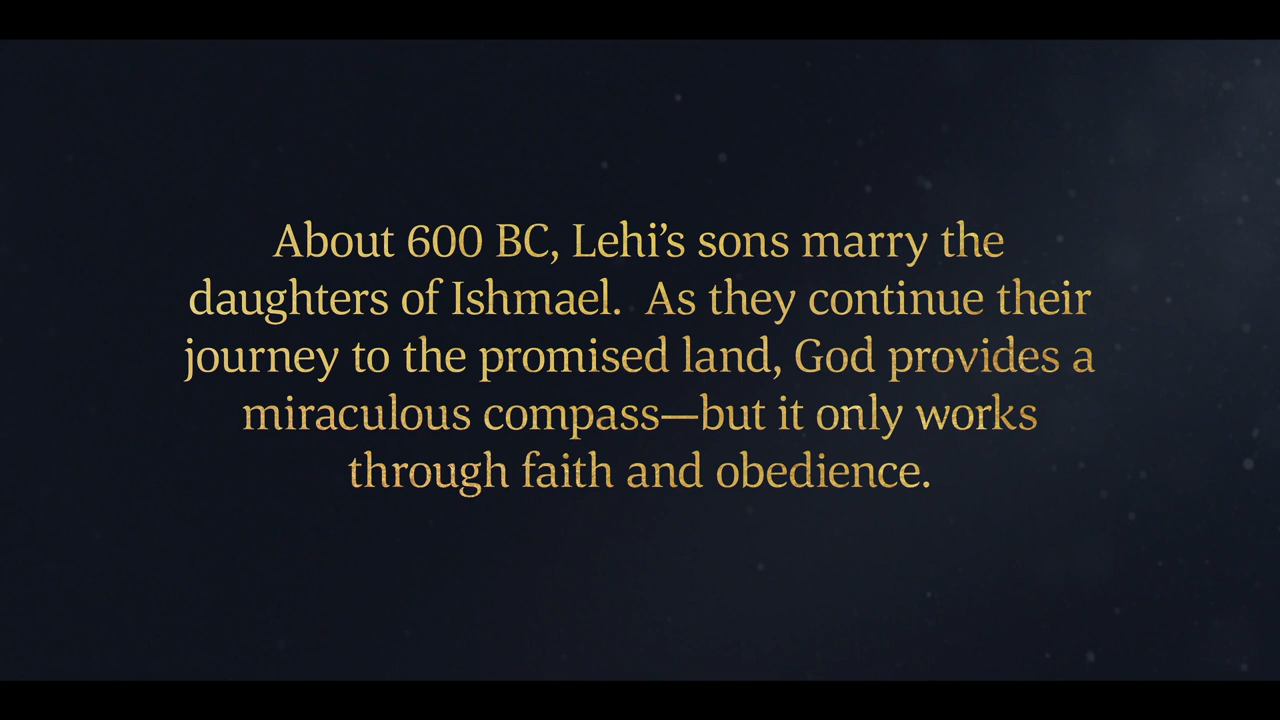 About 600 BC, Lehi’s sons marry the
daughters of Ishmael.  As they continue their
journey to the promised land, God provides a
miraculous compass—but it only works
through faith and obedience.